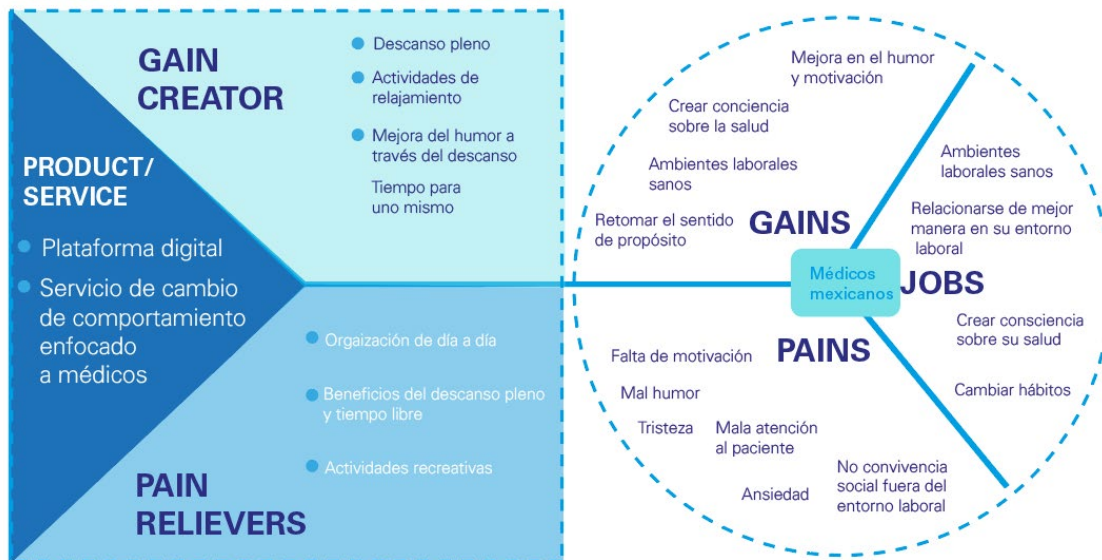 GAIN
CREATOR
Descanso pleno
Actividades de
relajamiento
Mejora del humor a
través del descanso
Tiempo para
uno mismo
PRODUCT/
SERVICE
Plataforma digital
Servicio de cambio
de comportamiento
enfocado
a médicos
Orgaización de día a día
Beneficios del descanso pleno
y tiempo libre
Actividades recreativas
PAIN
RELIEVERS
Mejora en el humor
y motivación
Crear conciencia
sobre la salud
Ambientes laborales
sanos
Retomar el sentido
de propósito
GAINS
Ambientes
laborales sanos
Relacionarse de mejor
manera en su entorno
laboral
Médicos
mexicanos
JOBS
Crear consciencia
sobre su salud
Cambiar hábitos
PAINS
Falta de motivación
Mal humor
Tristeza
Mala atención
al paciente
Ansiedad
No convivencia
social fuera del
entorno laboral